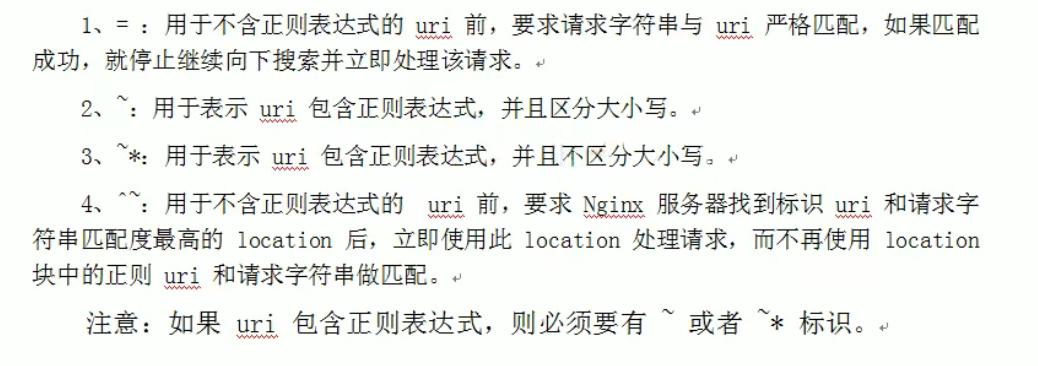 1、= ：用于不含正则表达式的 uri 前，要求请求字符串与 uri 严格匹配，如果匹配
成功，就停止继续向下搜索并立即处理该请求。
2、~：用于表示 uri 包含正则表达式，并且区分大小写。
3、~*：用于表示 uri 包含正则表达式，并且不区分大小写。
4、^~：用于不含正则表达式的 uri 前，要求 Nginx 服务器找到标识 uri 和请求字
符串匹配度最高的 location 后，立即使用此 location 处理请求，而不再使用 location
块中的正则 uri 和请求字符串做匹配。
注意：如果 uri 包含正则表达式，则必须要有 ~ 或者 ~* 标识。